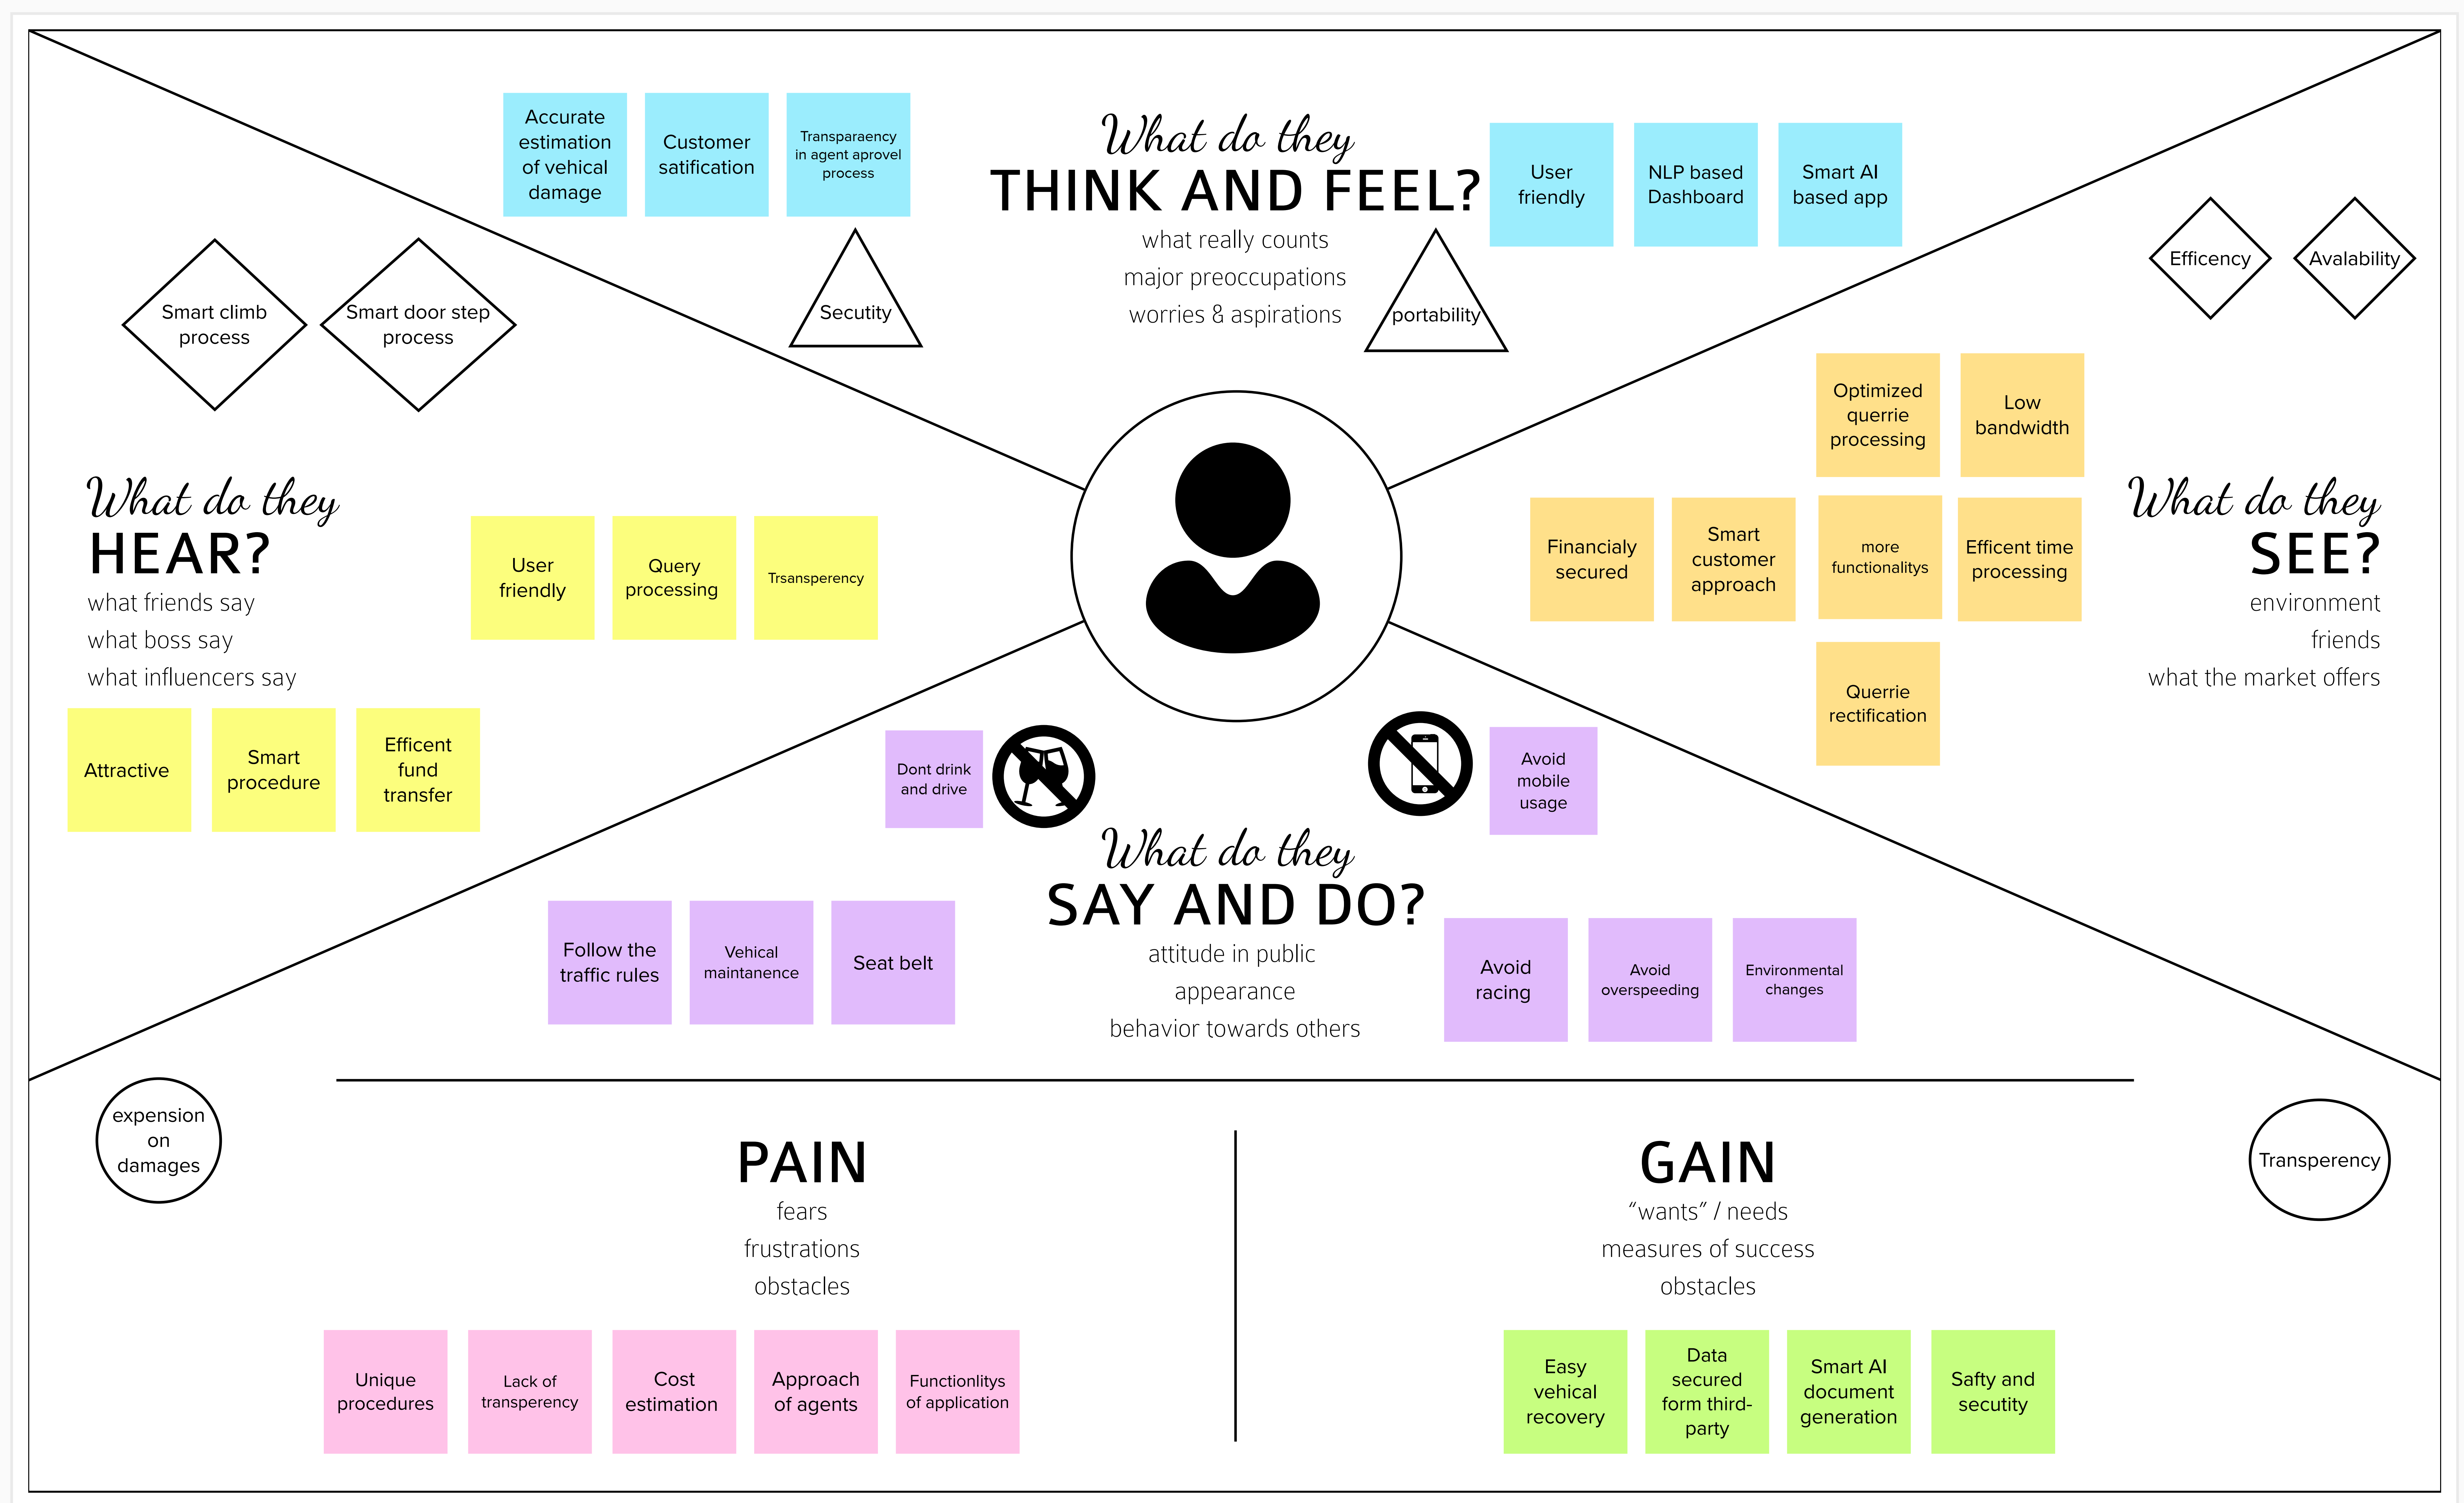 Accurate
estimation
of vehical
damage
Customer
satification
Transparaency
in agent aprovel
process
What do they
THINK AND FEEL?
what really counts
major preoccupations
worries & aspirations
User
friendly
NLP based
Dashboard
Smart AI
based app
Secutity
portability
Smart climb
process
Smart door step
process
Efficency
Avalability
What do they
HEAR?
what friends say
what boss say
what influencers say
User
friendly
Query
processing
Trsansperency
Attractive
Smart
procedure
Efficent
fund
transfer
Optimized
querrie
processing
Low
bandwidth
Financialy
secured
Smart
customer
approach
more
functionalitys
Efficent time
processing
Querrie
rectification
What do they
SEE?
environment
friends
what the market offers
Dont drink
and drive
Avoid
mobile
usage
What do they
SAY AND DO?
attitude in public
appearance
behavior towards others
Follow the
traffic rules
Vehical
maintanence
Seat belt
Avoid
racing
Avoid
overspeeding
Environmental
changes
expension
on
damages
PAIN
fears
frustrations
obstacles
Unique
procedures
Lack of
transperency
Cost
estimation
Approach
of agents
Functionlitys
of application
GAIN
“wants” / needs
measures of success
obstacles
Transperency
Easy
vehical
recovery
Data
secured
form third-
party
Smart AI
document
generation
Safty and
secutity